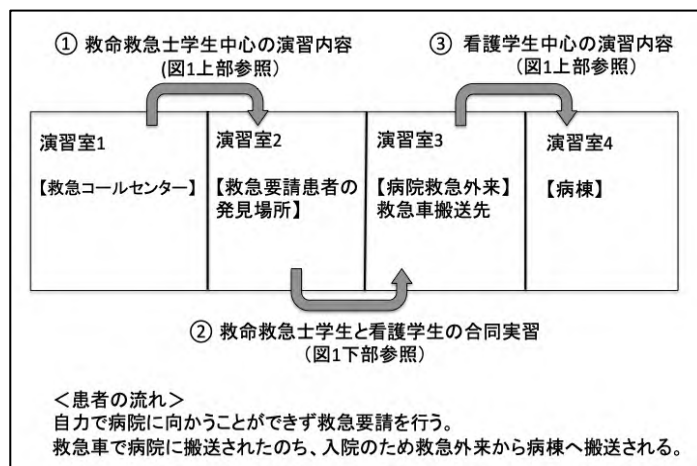 ① 救命救急士学生中心の演習内容
(図1上部参照)
③ 看護学生中心の演習内容
(図1上部参照)
演習室1
【救急コールセンター】
演習室2
【救急要請患者の
発見場所】
演習室3
【病院救急外来】
救急車搬送先
演習室4
【病棟】
② 救命救急士学生と看護学生の合同実習
(図1下部参照)
＜患者の流れ＞
自力で病院に向かうことができず救急要請を行う。
救急車で病院に搬送されたのち、入院のため救急外来から病棟へ搬送される。